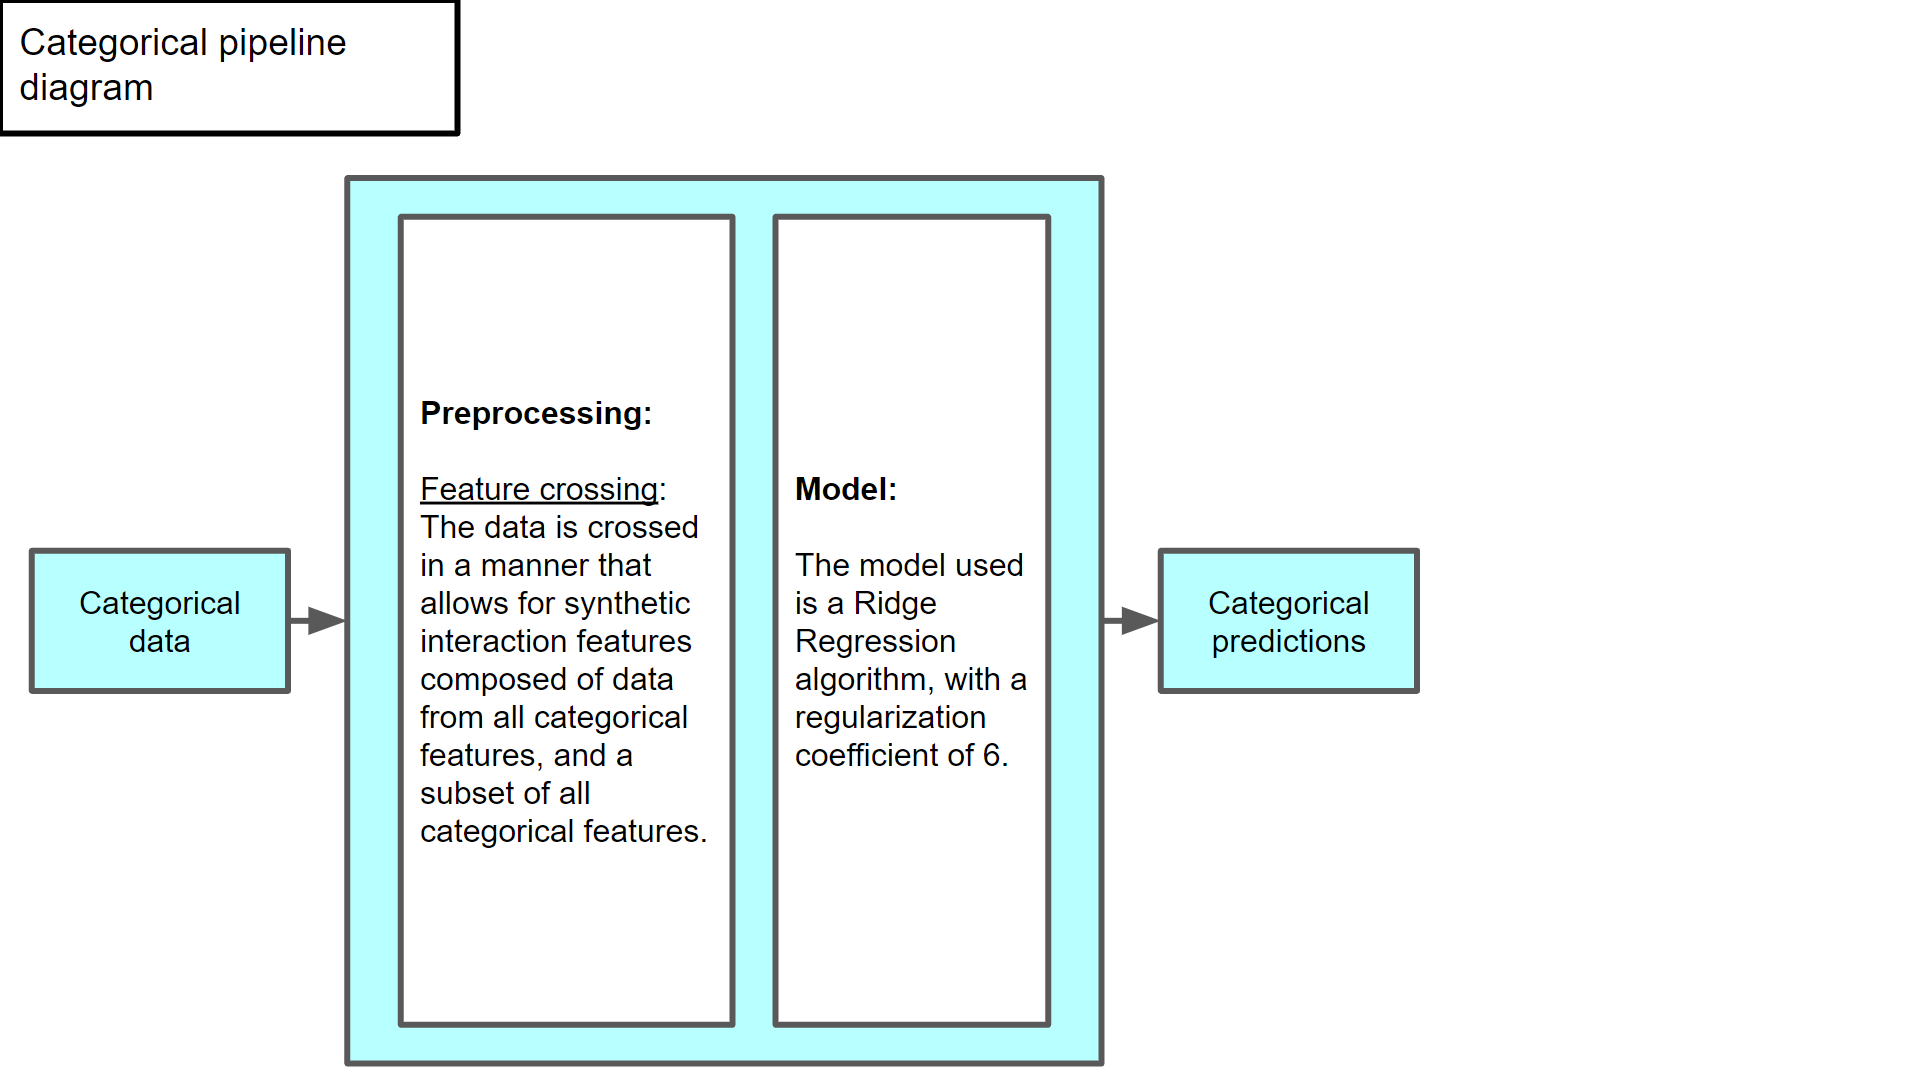 Categorical pipeline
diagram
Categorical
data
Preprocessing:
Feature crossing:
The data is crossed
in a manner that
allows for synthetic
interaction features
composed of data
from all categorical
features, and a
subset of all
categorical features.
Model:
The model used
is a Ridge
Regression
algorithm, with a
regularization
coefficient of 6.
Categorical
predictions